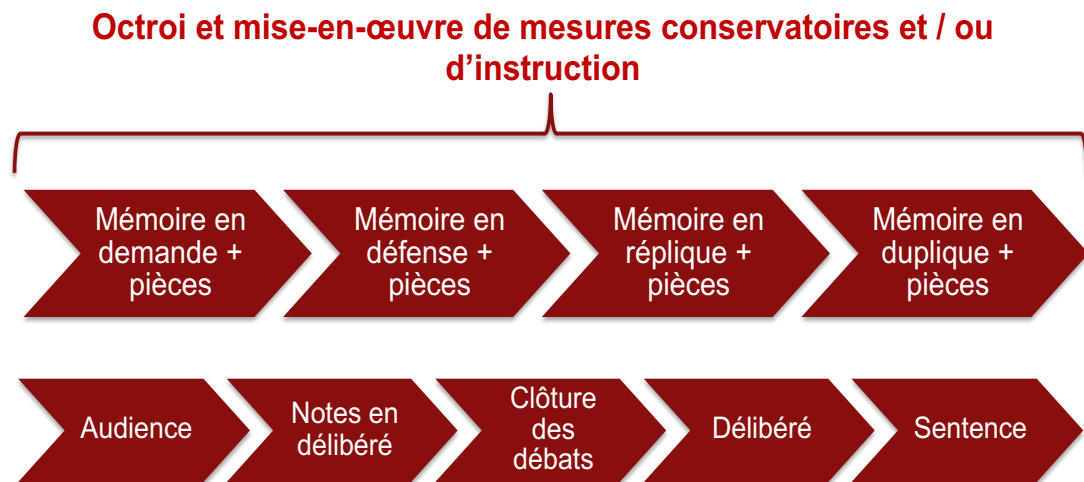 Octroi et mise-en-œuvre de mesures conservatoires et / ou
d’instruction
Mémoire en
demande +
pièces
Mémoire en
défense +
pièces
Mémoire en
réplique +
pièces
Mémoire en
duplique +
pièces
Audience
Notes en
délibéré
Clôture
des
débats
Délibéré
Sentence